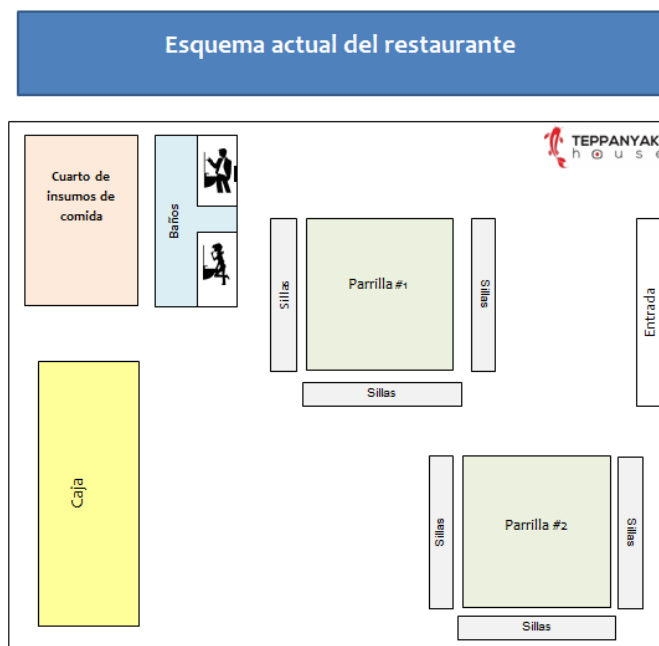 Esquema actual del restaurante
TEPPANYAK
house
Cuarto de
insumos de
comida
Baños
Sillas
Parrilla #1
Sillas
Entrada
Sillas
Caja
Sillas
Parrilla #2
Sillas
Sillas